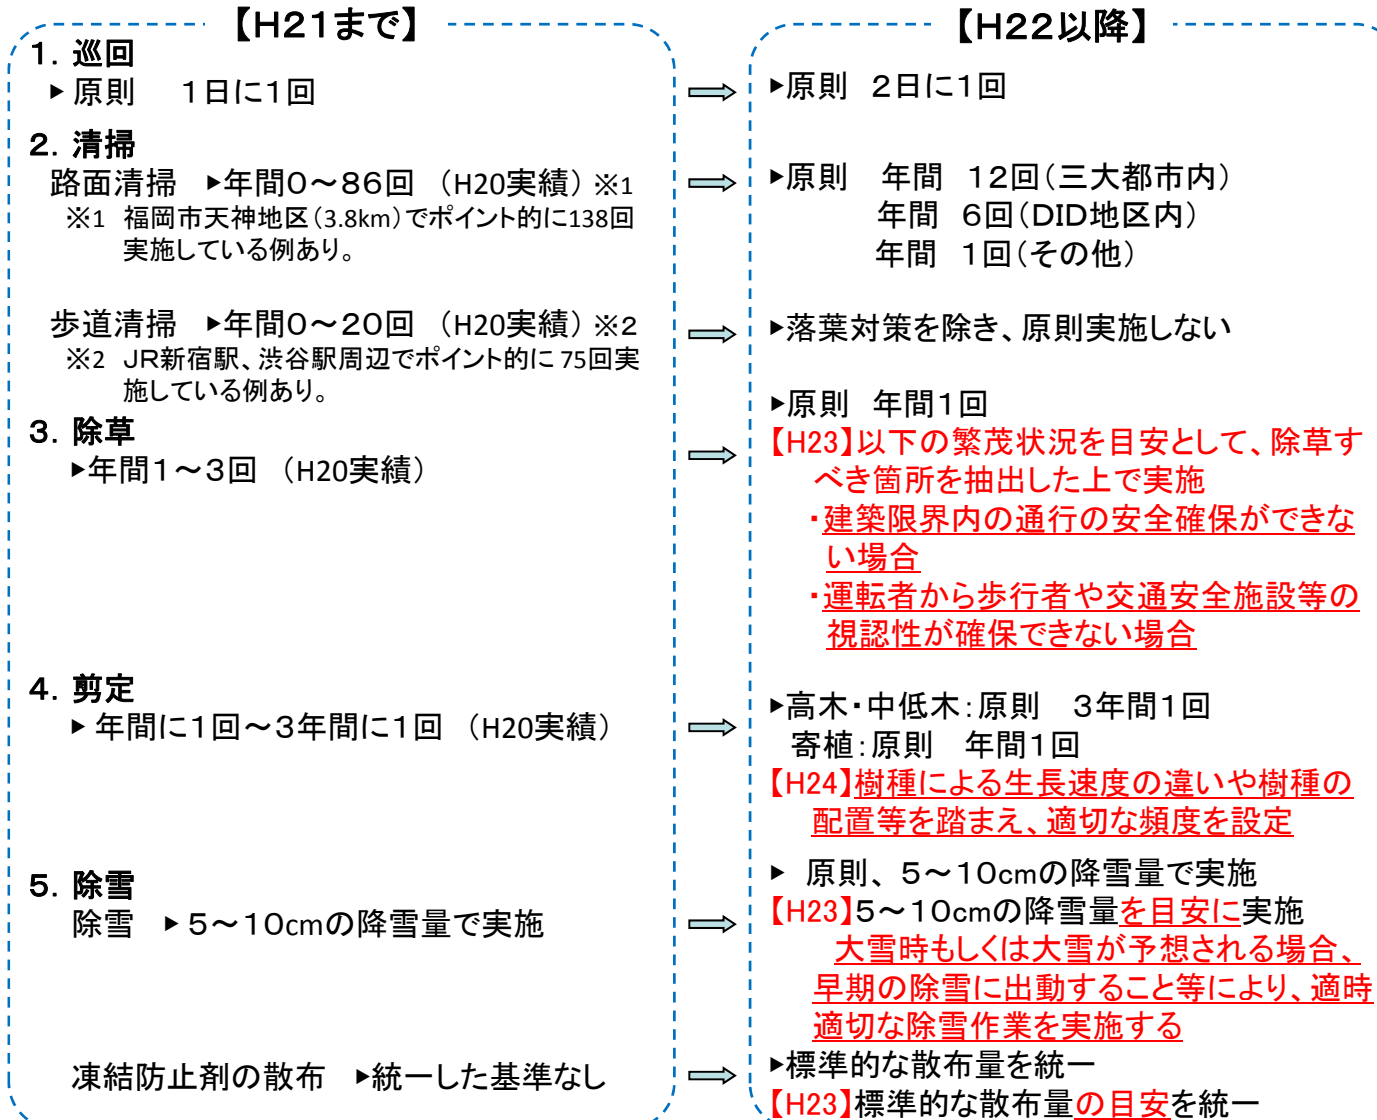 【H21まで】
1．巡回
▶原則　1日に1回
2．清掃
路面清掃　▶年間0～86回　（H20実績）※1
※1　福岡市天神地区（3.8km）でポイント的に138回
実施している例あり。
歩道清掃　▶年間0～20回　（H20実績）※2
※2　JR新宿駅、渋谷駅周辺でポイント的に 75回実
施している例あり。
3．除草
▶年間1～3回　（H20実績）
4．剪定
▶年間に1回～3年間に1回　（H20実績）
5．除雪
除雪　▶5～10cmの降雪量で実施
凍結防止剤の散布　▶統一した基準なし
【H22以降】
▶原則　2日に1回
▶原則　年間　12回（三大都市内）
年間　6回（DID地区内）
年間　1回（その他）
▶落葉対策を除き、原則実施しない
▶原則　年間1回
【H23】以下の繁茂状況を目安として、除草す
べき箇所を抽出した上で実施
・建築限界内の通行の安全確保ができな
い場合
・運転者から歩行者や交通安全施設等の
視認性が確保できない場合
▶高木・中低木：原則　3年間1回
寄植：原則　年間1回
【H24】樹種による生長速度の違いや樹種の
配置等を踏まえ、適切な頻度を設定
▶ 原則、5～10cmの降雪量で実施
【H23】5～10cmの降雪量を目安に実施
大雪時もしくは大雪が予想される場合、
早期の除雪に出動すること等により、適時
適切な除雪作業を実施する
▶標準的な散布量を統一
【H23】標準的な散布量の目安を統一